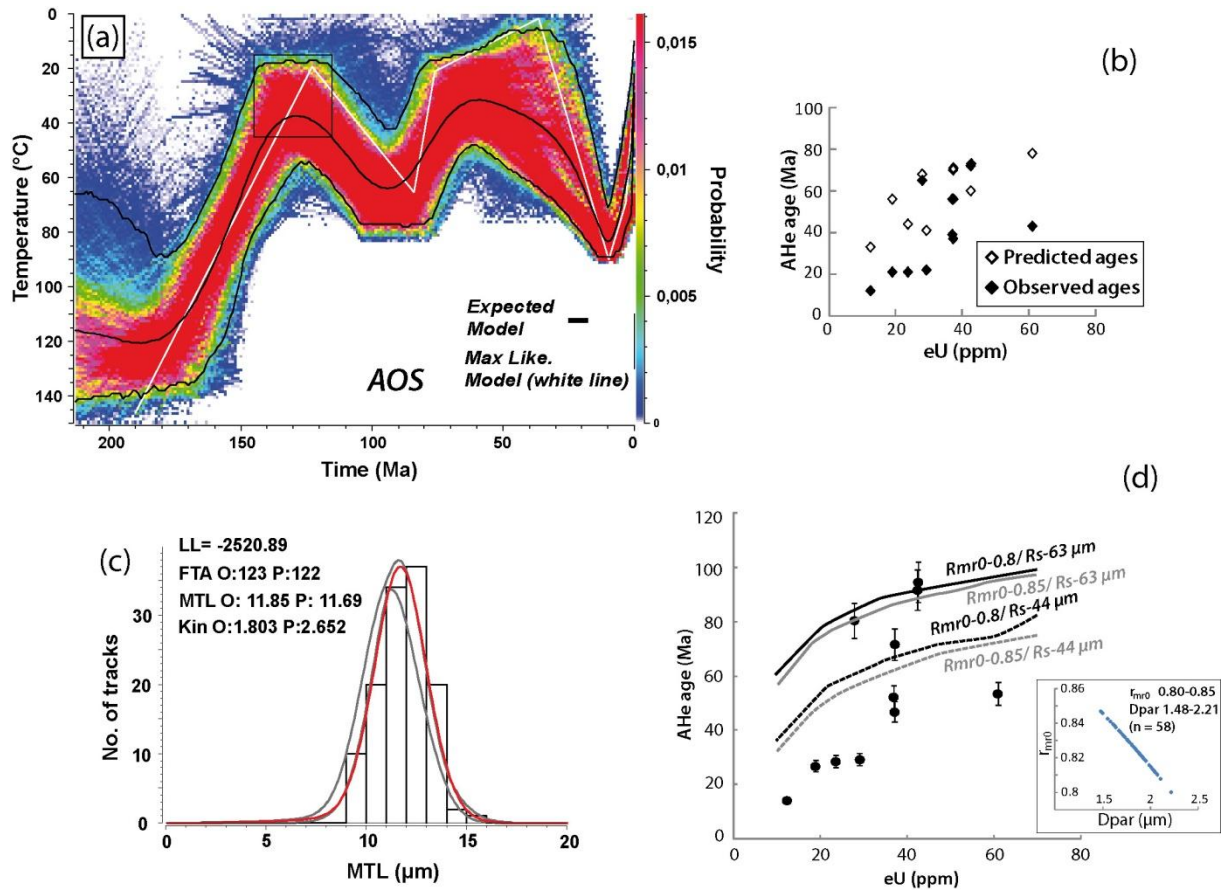 (a)
0
20
40
60
80
100
120
140
Temperature (°C)
200
150
100
50
0
Time (Ma)
Expected
Model
Max Like.
Model (white line)
AOS
0,015
0,010
0,005
0
Probability
(b)
100
80
60
40
20
0
AHe age (Ma)
0
20
40
60
80
eU (ppm)
Predicted ages
Observed ages
(c)
LL= -2520.89
FTA O:123 P:122
MTL O: 11.85 P: 11.69
Kin O:1.803 P:2.652
30
20
10
0
No. of tracks
0
5
10
15
20
MTL (µm)
(d)
120
100
80
60
40
20
0
AHe age (Ma)
0
20
40
60
80
eU (ppm)
Rmr0-0.8/ Rs-63 µm
Rmr0-0.85/ Rs-63 µm
Rmr0-0.8/ Rs-44 µm
Rmr0-0.85/ Rs-44 µm
0.86
0.84
0.82
0.8
rmr0
rmr0 0.80-0.85
Dpar 1.48-2.21
(n = 58)
1.5
2
2.5
Dpar (µm)